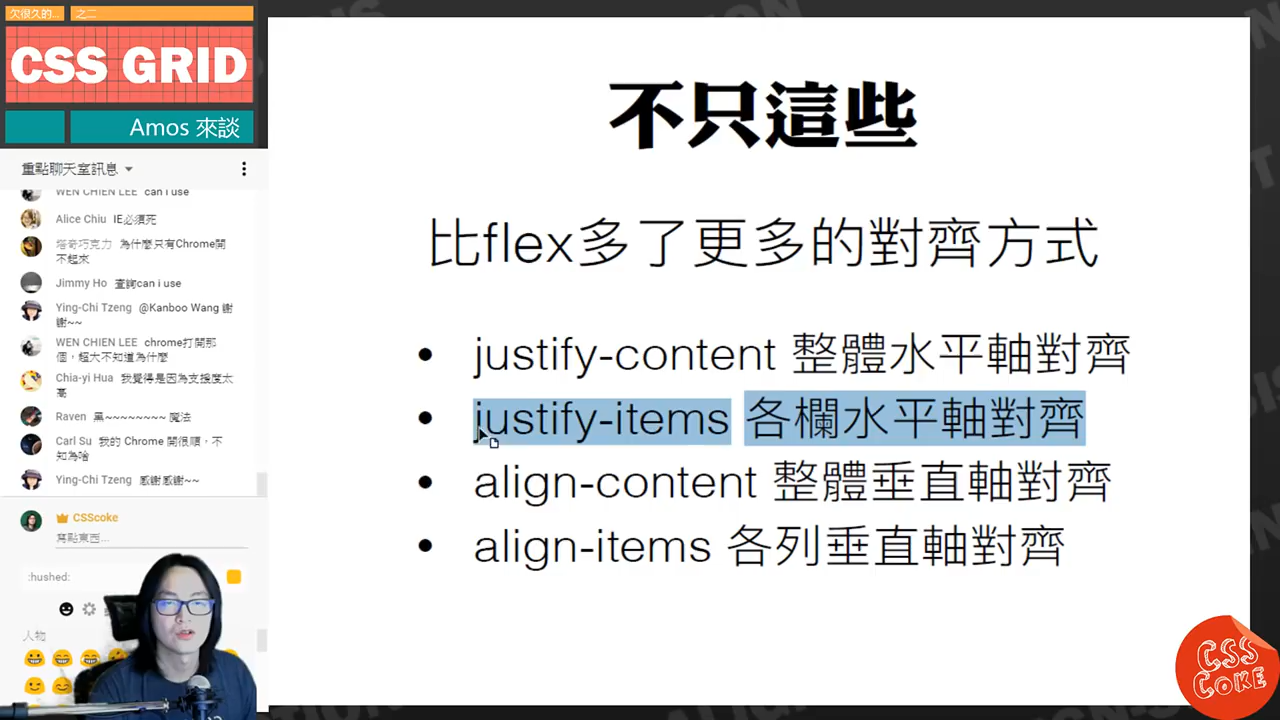 欠很久的... 之二
CSS GRID
Amos 來談
重點聊天室訊息
WEN CHIEN LEE can i use
Alice Chiu IE必須死
塔奇巧克力 為什麼只有Chrome開
不起來
Jimmy Ho 查詢can i use
Ying-Chi Tzeng @Kanboo Wang 謝
謝~~
WEN CHIEN LEE chrome打開那
個，超大不知道為什麼
Chia-yi Hua 我覺得是因為支援度太
高
Raven 黑~~~~~~~~ 魔法
Carl Su 我的 Chrome 開很順，不
知為啥
Ying-Chi Tzeng 感謝感謝~~
CSScoke
寫點東西...
:hushed:
人物
不只這些
比flex多了更多的對齊方式
• justify-content 整體水平軸對齊
• justify-items 各欄水平軸對齊
• align-content 整體垂直軸對齊
• align-items 各列垂直軸對齊
CSS
COKE